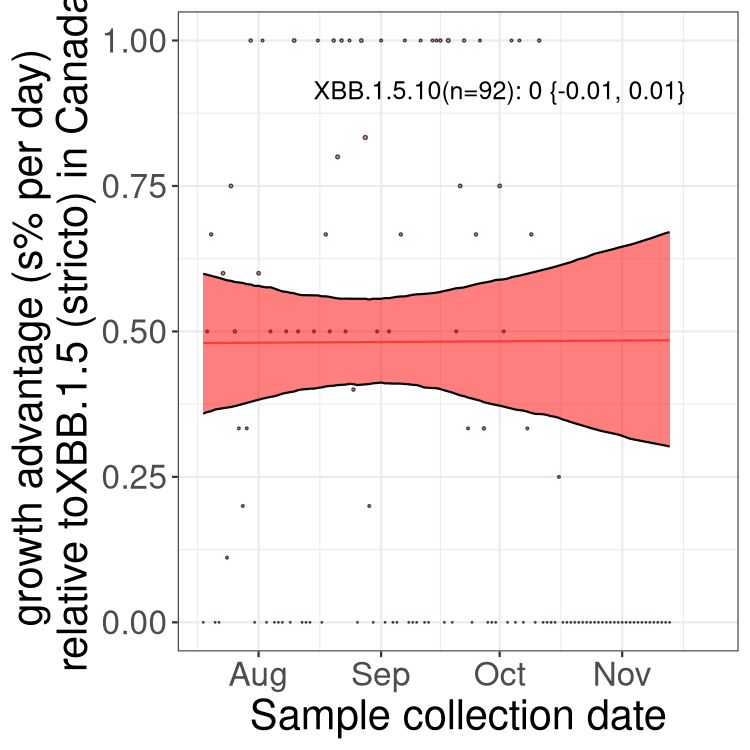 growth advantage (s% per day)
relative toXBB.1.5 (stricto) in Canada
1.00
0.75
0.50
0.25
0.00
XBB.1.5.10(n=92): 0 {-0.01, 0.01}
Aug Sep Oct Nov
Sample collection date